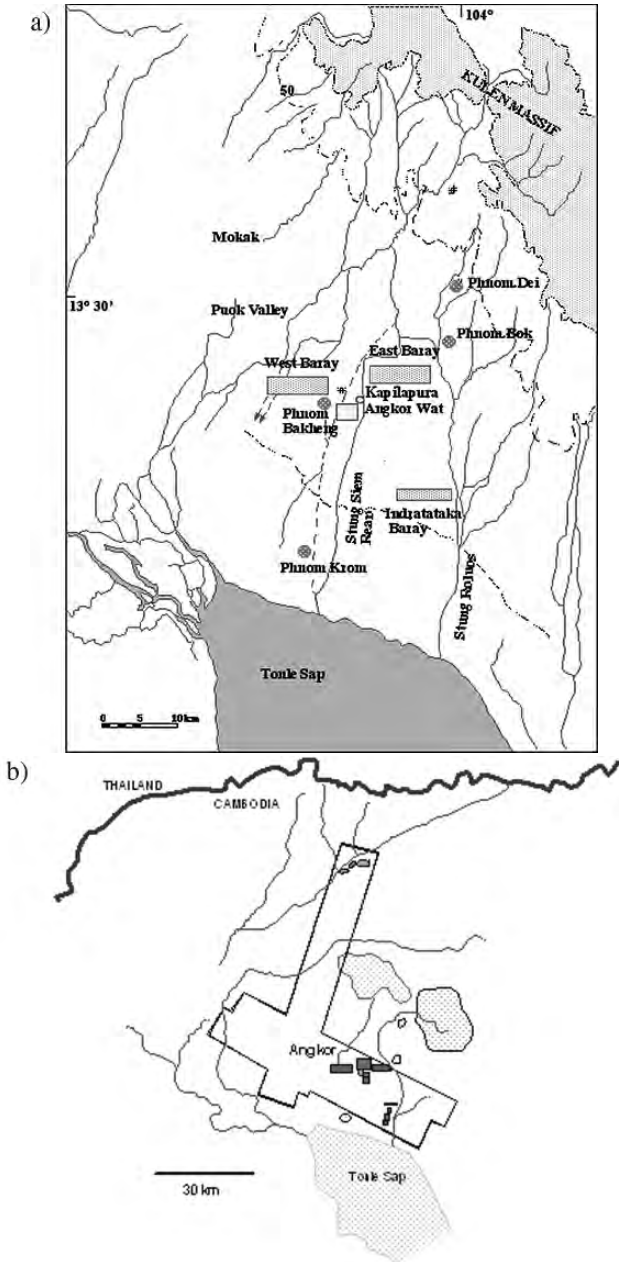 a)
104°
KULEN MASSIF
50
Mokak
Phnom Dei
13° 30'
Puok Valley
Phnom Bok
West Baray
East Baray
Kapilapura
Phnom
Bakheng
Angkor Wat
Stung Siem
Reap
Indratataka
Baray
Phnom Krom
Stung Roluos
Tonle Sap
0 5 10 km
b)
THAILAND
CAMBODIA
Angkor
Tonle Sap
30 km